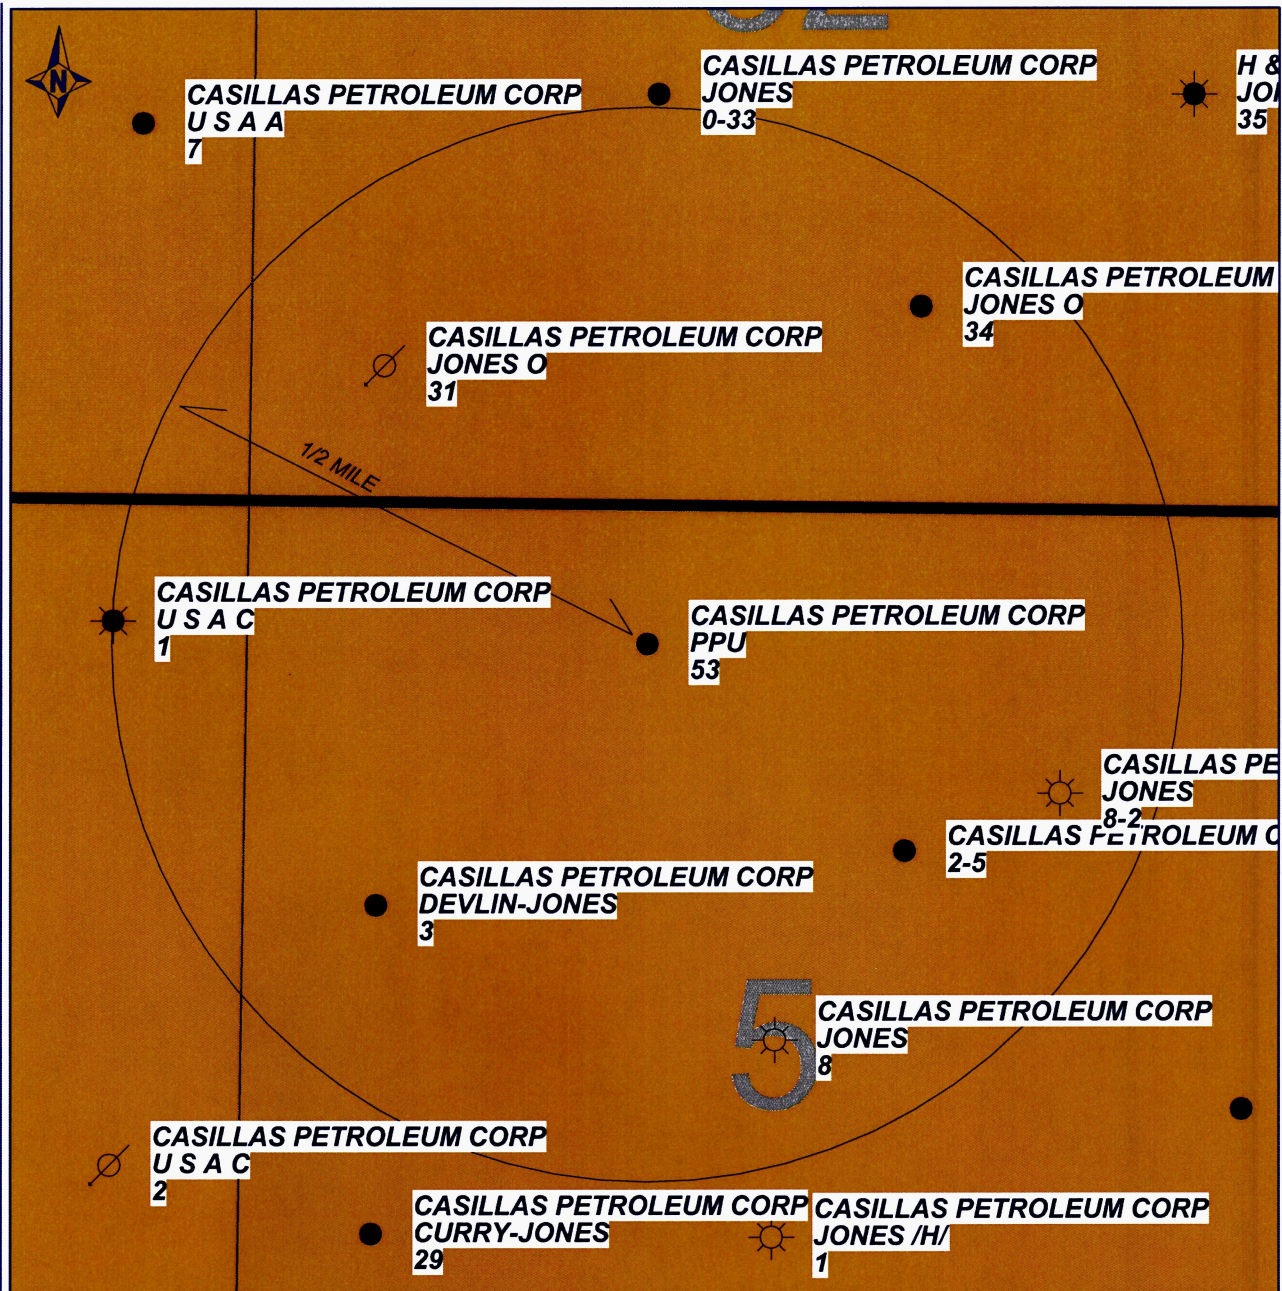 N
CASILLAS PETROLEUM CORP
U S A A
7
CASILLAS PETROLEUM CORP
JONES
0-33
H &
35
CASILLAS PETROLEUM
JONES O
34
CASILLAS PETROLEUM CORP
JONES O
31
1/2 MILE
CASILLAS PETROLEUM CORP
U S A C
1
CASILLAS PETROLEUM CORP
PPU
53
CASILLAS
JONES
8-2
CASILLAS PETROLEUM
2-5
CASILLAS PETROLEUM CORP
DEVLIN-JONES
3
5
CASILLAS PETROLEUM CORP
JONES
8
CASILLAS PETROLEUM CORP
U S A C
2
CASILLAS PETROLEUM CORP
CURRY-JONES
29
CASILLAS PETROLEUM CORP
JONES /H/
1